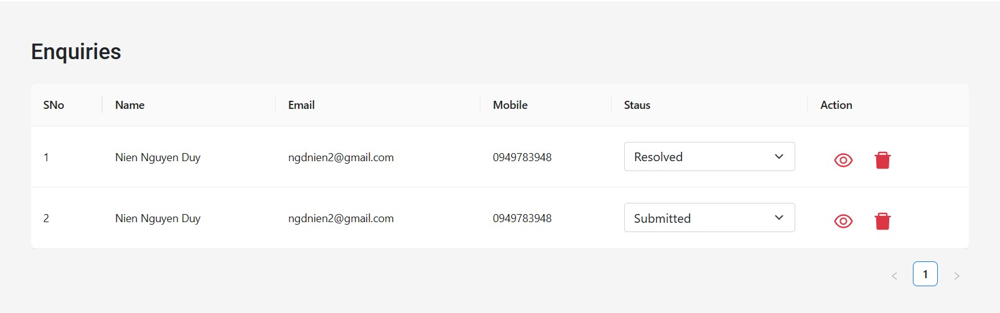 Enquiries
SNo Name Email Mobile Staus Action
1 Nien Nguyen Duy ngdnien2@gmail.com 0949783948 Resolved
2 Nien Nguyen Duy ngdnien2@gmail.com 0949783948 Submitted
< 1 >